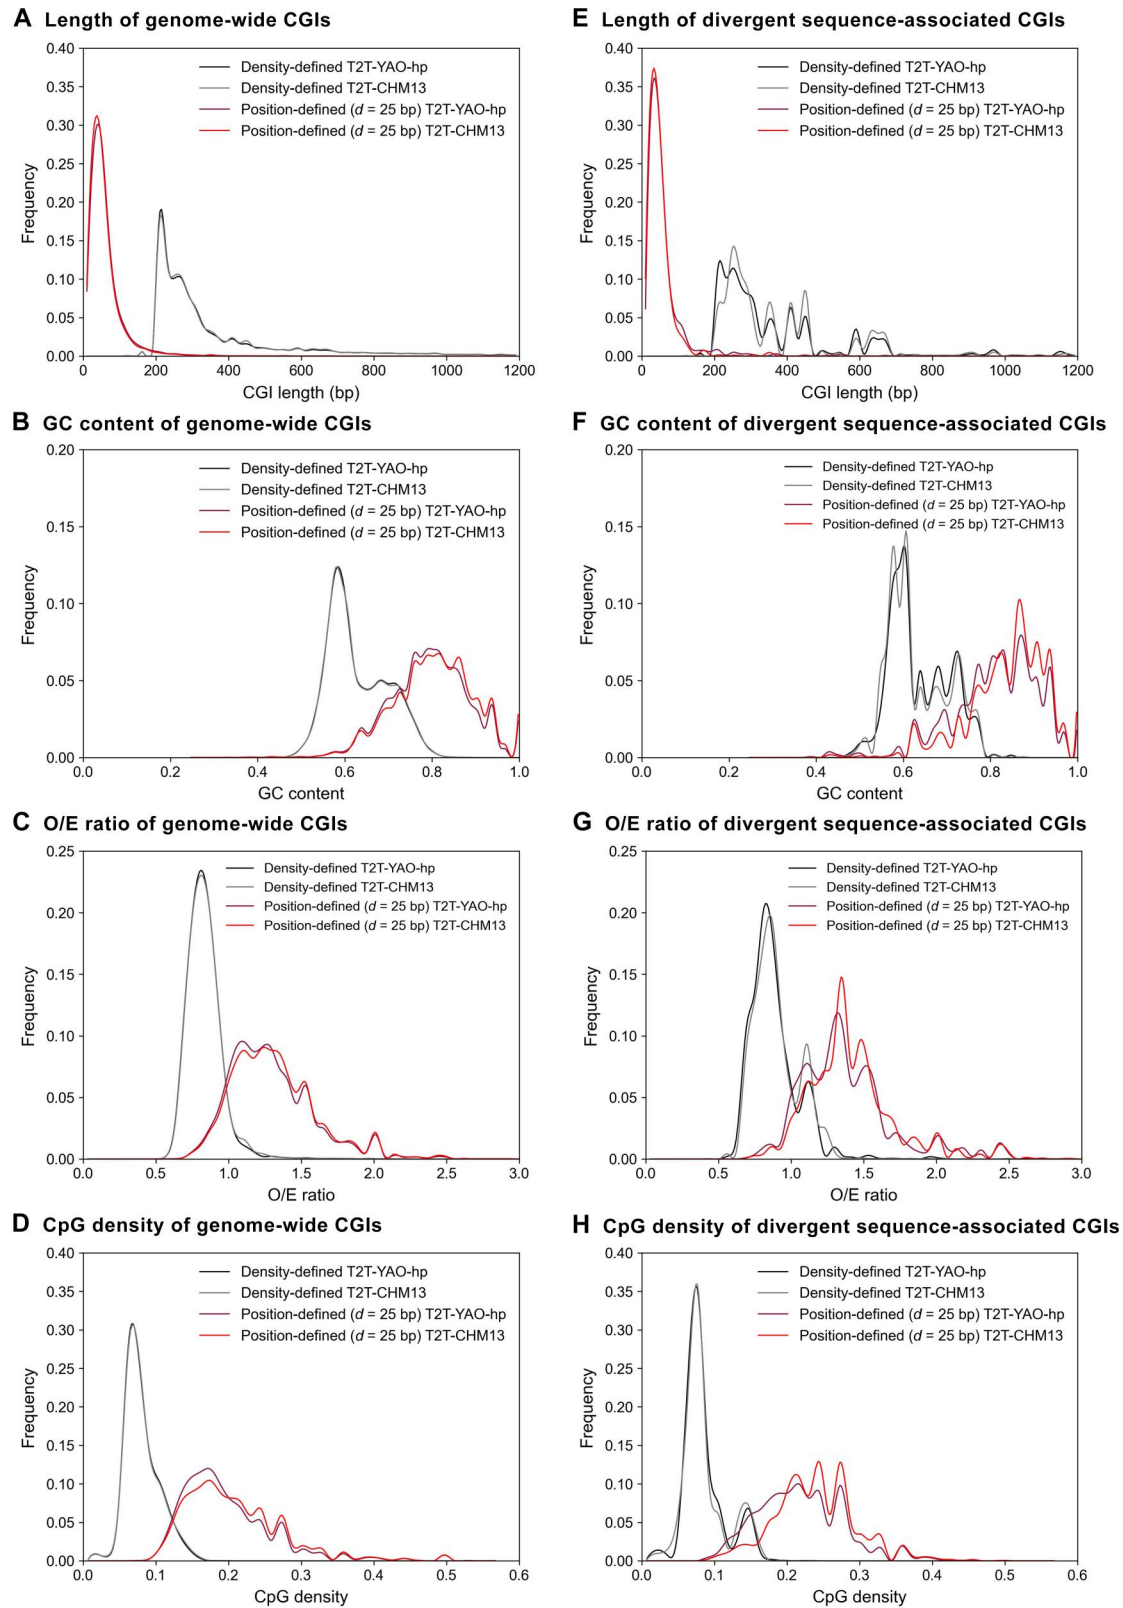 A Length of genome-wide CGIs
0.40
0.35
0.30
0.25
0.20
0.15
0.10
0.05
0.00
Frequency
Density-defined T2T-YAO-hp
Density-defined T2T-CHM13
Position-defined (d = 25 bp) T2T-YAO-hp
Position-defined (d = 25 bp) T2T-CHM13
0 200 400 600 800 1000 1200
CGI length (bp)
B GC content of genome-wide CGIs
0.20
0.15
0.10
0.05
0.00
Frequency
Density-defined T2T-YAO-hp
Density-defined T2T-CHM13
Position-defined (d = 25 bp) T2T-YAO-hp
Position-defined (d = 25 bp) T2T-CHM13
0.0 0.2 0.4 0.6 0.8 1.0
GC content
C O/E ratio of genome-wide CGIs
0.25
0.20
0.15
0.10
0.05
0.00
Frequency
Density-defined T2T-YAO-hp
Density-defined T2T-CHM13
Position-defined (d = 25 bp) T2T-YAO-hp
Position-defined (d = 25 bp) T2T-CHM13
0.0 0.5 1.0 1.5 2.0 2.5 3.0
O/E ratio
D CpG density of genome-wide CGIs
0.40
0.35
0.30
0.25
0.20
0.15
0.10
0.05
0.00
Frequency
Density-defined T2T-YAO-hp
Density-defined T2T-CHM13
Position-defined (d = 25 bp) T2T-YAO-hp
Position-defined (d = 25 bp) T2T-CHM13
0.0 0.1 0.2 0.3 0.4 0.5 0.6
CpG density
E Length of divergent sequence-associated CGIs
0.40
0.35
0.30
0.25
0.20
0.15
0.10
0.05
0.00
Frequency
Density-defined T2T-YAO-hp
Density-defined T2T-CHM13
Position-defined (d = 25 bp) T2T-YAO-hp
Position-defined (d = 25 bp) T2T-CHM13
0 200 400 600 800 1000 1200
CGI length (bp)
F GC content of divergent sequence-associated CGIs
0.20
0.15
0.10
0.05
0.00
Frequency
Density-defined T2T-YAO-hp
Density-defined T2T-CHM13
Position-defined (d = 25 bp) T2T-YAO-hp
Position-defined (d = 25 bp) T2T-CHM13
0.0 0.2 0.4 0.6 0.8 1.0
GC content
G O/E ratio of divergent sequence-associated CGIs
0.25
0.20
0.15
0.10
0.05
0.00
Frequency
Density-defined T2T-YAO-hp
Density-defined T2T-CHM13
Position-defined (d = 25 bp) T2T-YAO-hp
Position-defined (d = 25 bp) T2T-CHM13
0.0 0.5 1.0 1.5 2.0 2.5 3.0
O/E ratio
H CpG density of divergent sequence-associated CGIs
0.40
0.35
0.30
0.25
0.20
0.15
0.10
0.05
0.00
Frequency
Density-defined T2T-YAO-hp
Density-defined T2T-CHM13
Position-defined (d = 25 bp) T2T-YAO-hp
Position-defined (d = 25 bp) T2T-CHM13
0.0 0.1 0.2 0.3 0.4 0.5 0.6
CpG density